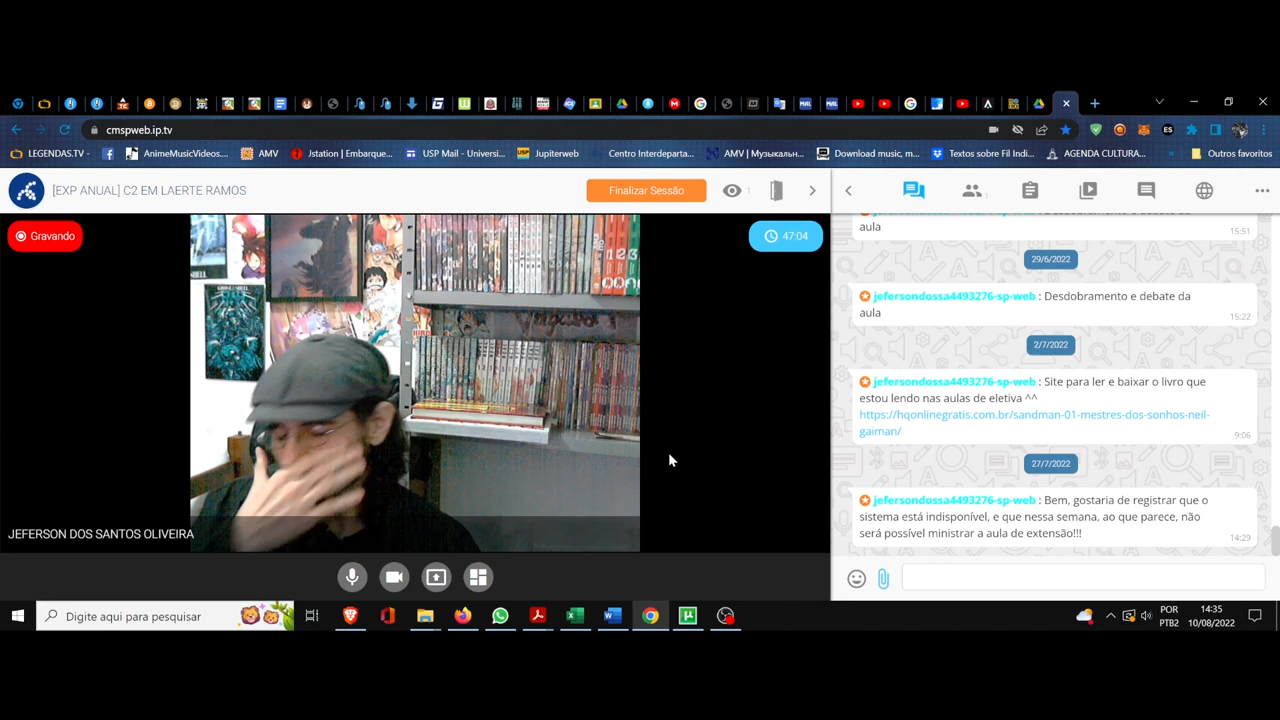 cmspweb.ip.tv
LEGENDAS.TV -
AnimeMusicVideos....
AMV
Jstation | Embarque...
USP Mail - Universi...
Jupiterweb
Centro Interdeparta...
AMV | Музыкальн...
Download music, m...
Textos sobre Fil Indi...
AGENDA CULTURA...
»
Outros favoritos
[EXP ANUAL] C2 EM LAERTE RAMOS
Finalizar Sessão
1
1
Gravando
47:04
JEFERSON DOS SANTOS OLIVEIRA
aula
15:51
29/6/2022
jefersondossa4493276-sp-web : Desdobramento e debate da
aula
15:22
2/7/2022
jefersondossa4493276-sp-web : Site para ler e baixar o livro que
estou lendo nas aulas de eletiva ^^
https://hqonlinegratis.com.br/sandman-01-mestres-dos-sonhos-neil-
gaiman/
9:06
27/7/2022
jefersondossa4493276-sp-web : Bem, gostaria de registrar que o
sistema está indisponível, e que nessa semana, ao que parece, não
será possível ministrar a aula de extensão!!!
14:29
Digite aqui para pesquisar
POR
PTB2
14:35
10/08/2022